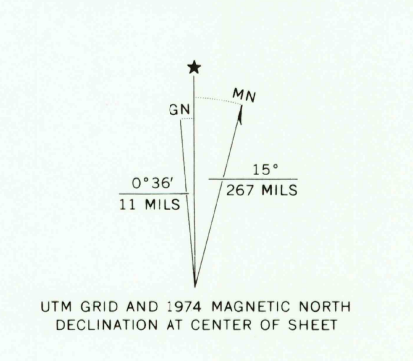 ★
MN
GN
15°
267 MILS
0°36'
11 MILS
UTM GRID AND 1974 MAGNETIC NORTH
DECLINATION AT CENTER OF SHEET